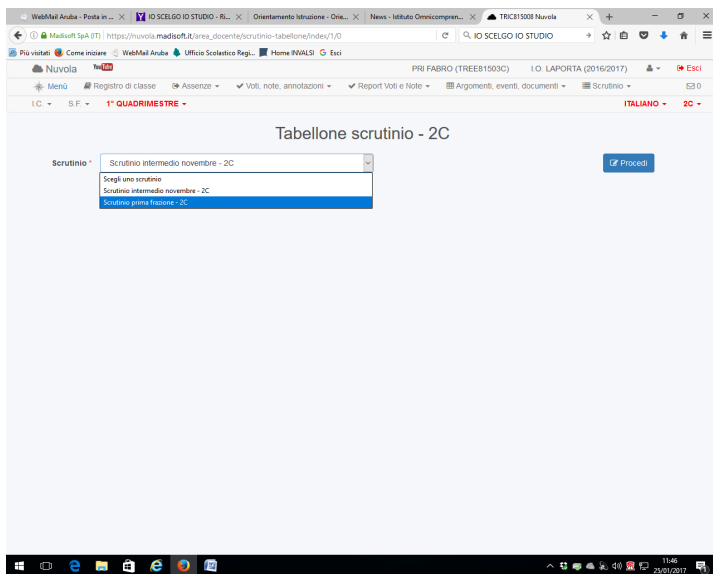 WebMail Aruba - Posta in ...
IO SCELGO IO STUDIO - Ri...
Orientamento Istruzione - Orie...
News - Istituto Omnicompren...
TRIC815008 Nuvola
Madisoft SpA (IT) https://nuvola.madisoft.it/area_docente/scrutinio-tabellone/index/1/0
IO SCELGO IO STUDIO
Più visitati Come iniziare WebMail Aruba Ufficio Scolastico Regi... Home INVALSI Esci
Nuvola YouTube PRI FABRO (TREE81503C) I.O. LAPORTA (2016/2017) Esci
Menù Registro di classe Assenze Voti, note, annotazioni Report Voti e Note Argomenti, eventi, documenti Scrutinio 0
I.C. S.F. 1° QUADRIMESTRE ITALIANO 2C
Tabellone scrutinio - 2C
Scrutinio * Scrutinio intermedio novembre - 2C Procedi
Scegli uno scrutinio
Scrutinio intermedio novembre - 2C
Scrutinio prima frazione - 2C
11:46
25/01/2017